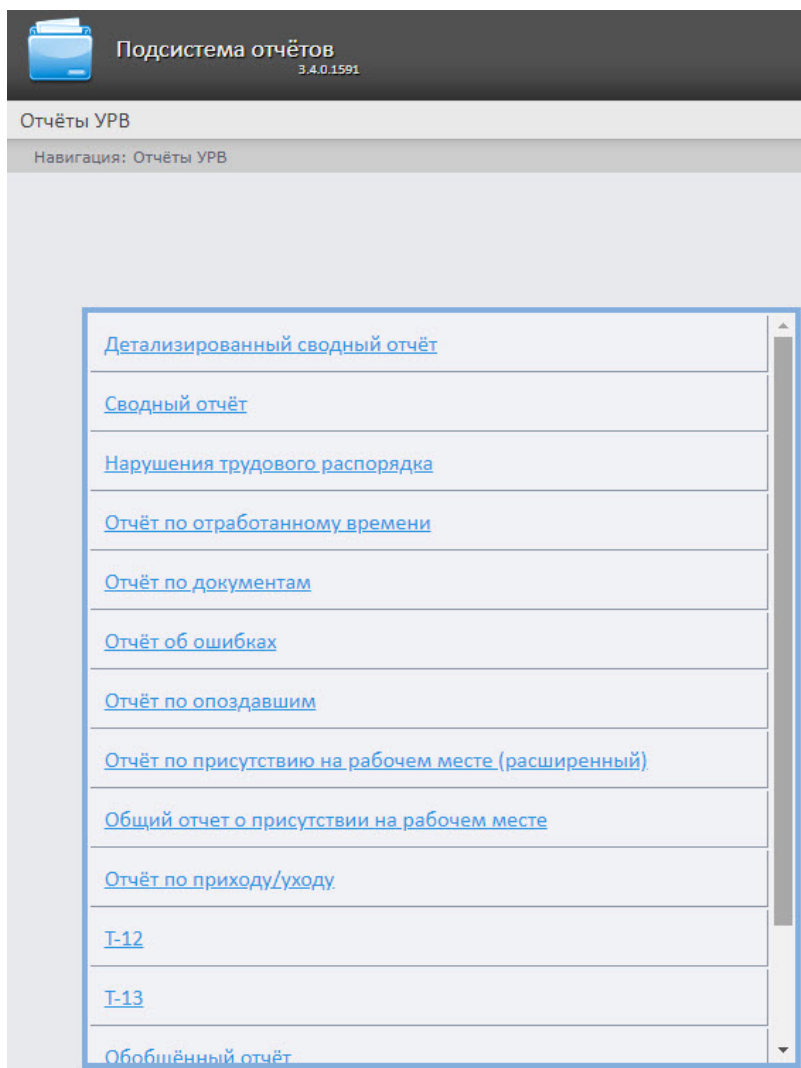 Подсистема отчётов
3.4.0.1591
Отчёты УРВ
Навигация: Отчёты УРВ
Детализированный сводный отчёт
Сводный отчёт
Нарушения трудового распорядка
Отчёт по отработанному времени
Отчёт по документам
Отчёт об ошибках
Отчёт по опоздавшим
Отчёт по присутствию на рабочем месте (расширенный)
Общий отчет о присутствии на рабочем месте
Отчёт по приходу/уходу
Т-12
Т-13
Обобщённый отчёт